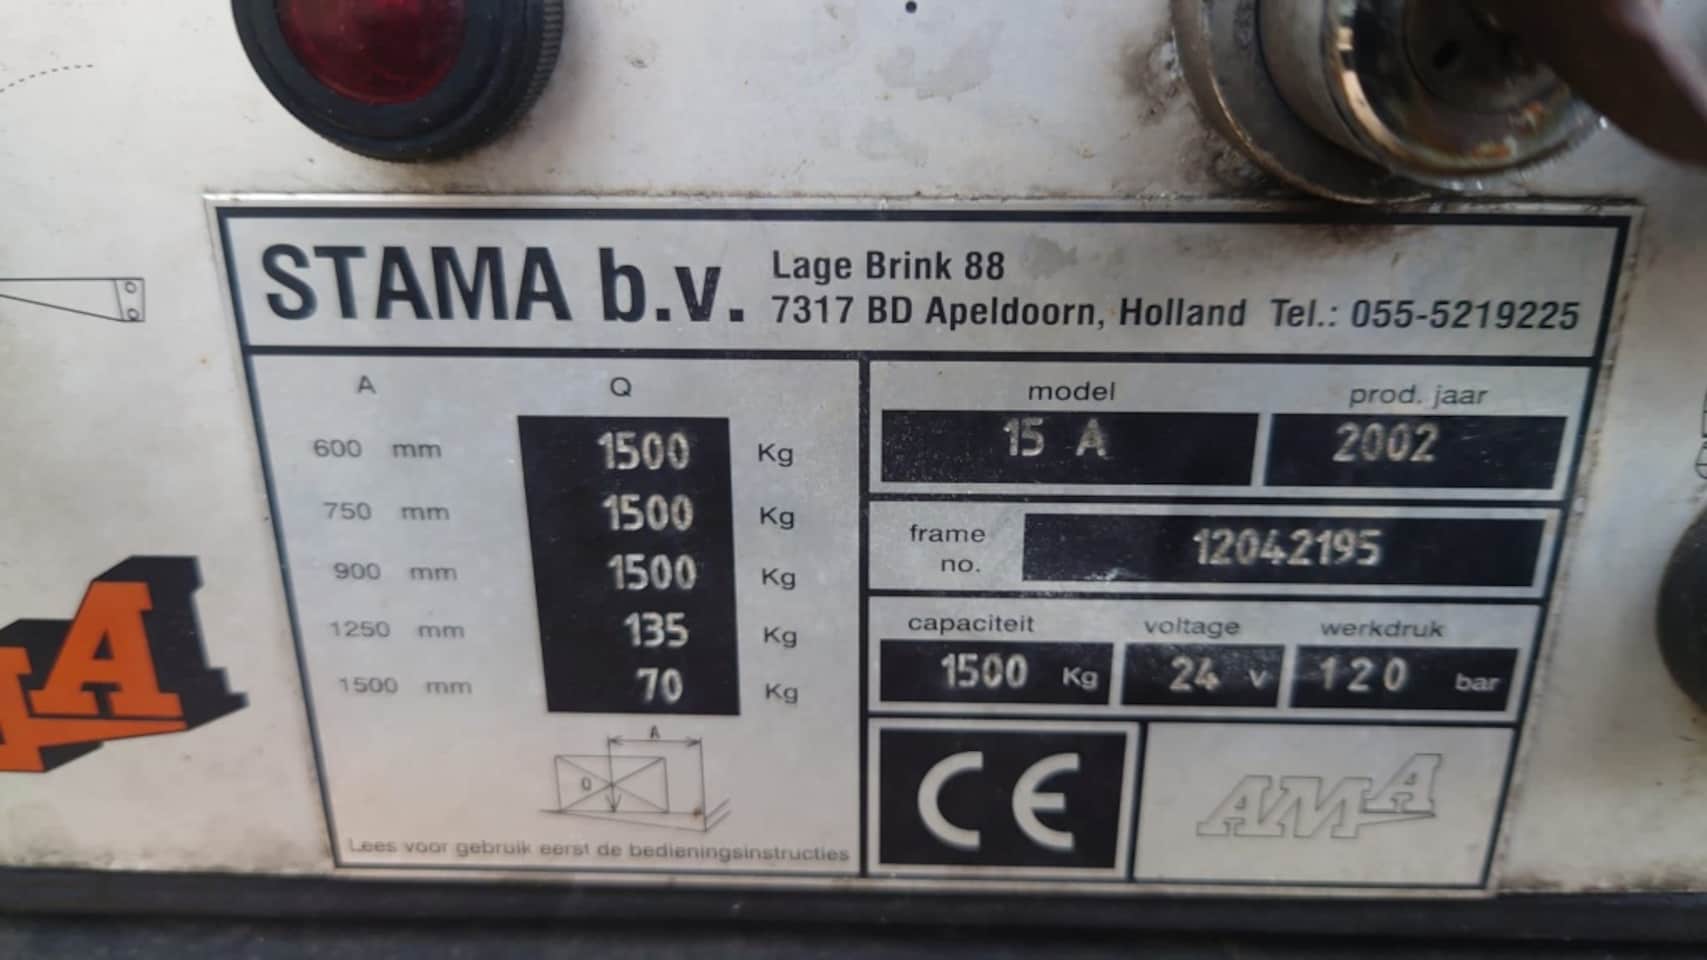 STAMA b.v.
Lage Brink 88
7317 BD Apeldoorn, Holland Tel.: 055-5219225
A Q
600 mm 1500 Kg
750 mm 1500 Kg
900 mm 1500 Kg
1250 mm 135 Kg
1500 mm 70 Kg
A
Q
Lees voor gebruik eerst de bedieningsinstructies
model prod. jaar
15 A 2002
frame
no. 12042195
capaciteit voltage werkdruk
1500 Kg 24 v 120 bar
CE AMA